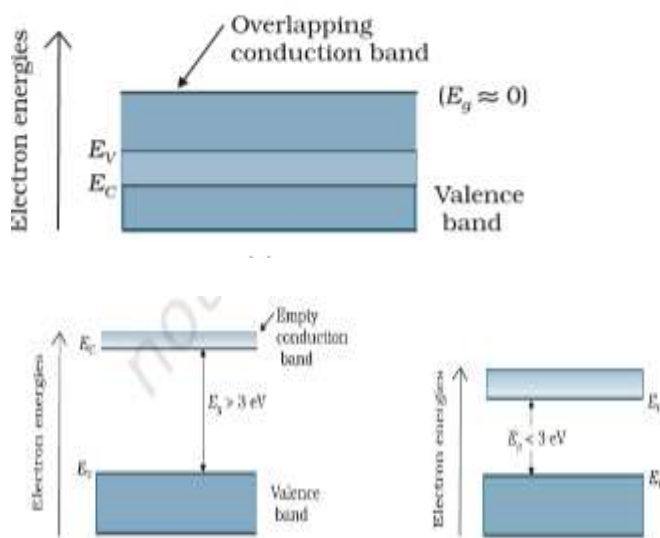 Overlapping
conduction band
(E_g ≈ 0)
Electron energies
E_V
E_C
Valence
band
Empty
conduction
band
E_C
E_g > 3 eV
Electron energies
E_V
Valence
band
Electron energies
E_g < 3 eV